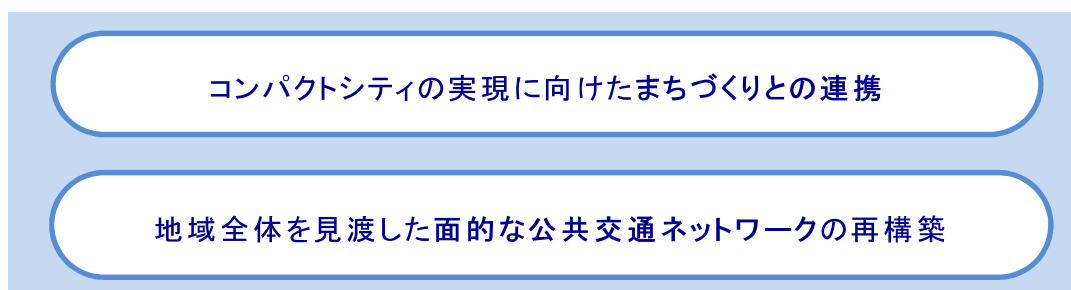 コンパクトシティの実現に向けたまちづくりとの連携
地域全体を見渡した面的な公共交通ネットワークの再構築